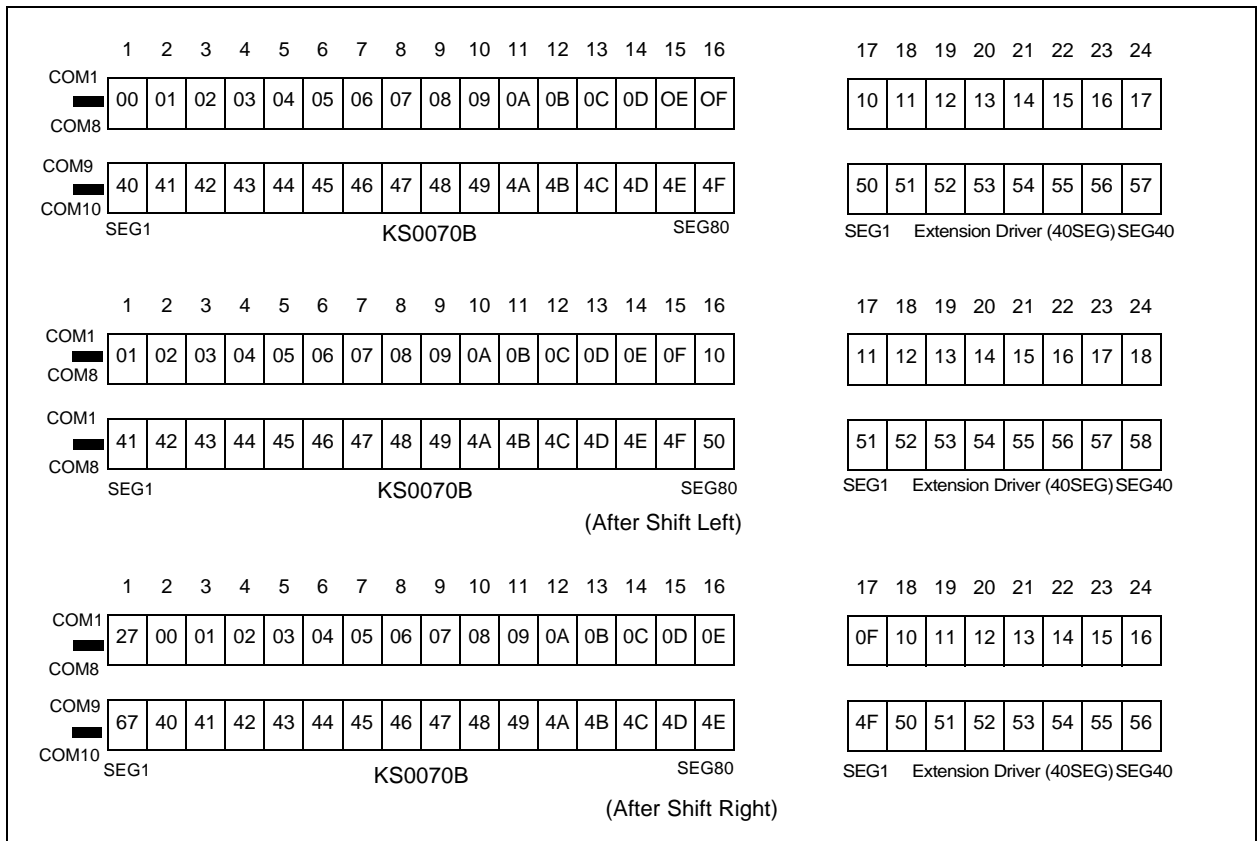 1 2 3 4 5 6 7 8 9 10 11 12 13 14 15 16 17 18 19 20 21 22 23 24
COM1
00 01 02 03 04 05 06 07 08 09 0A 0B 0C 0D OE OF 10 11 12 13 14 15 16 17
COM8
COM9
40 41 42 43 44 45 46 47 48 49 4A 4B 4C 4D 4E 4F 50 51 52 53 54 55 56 57
COM10
SEG1 KS0070B SEG80 SEG1 Extension Driver (40SEG) SEG40
1 2 3 4 5 6 7 8 9 10 11 12 13 14 15 16 17 18 19 20 21 22 23 24
COM1
01 02 03 04 05 06 07 08 09 0A 0B 0C 0D 0E 0F 10 11 12 13 14 15 16 17 18
COM8
COM1
41 42 43 44 45 46 47 48 49 4A 4B 4C 4D 4E 4F 50 51 52 53 54 55 56 57 58
COM8
SEG1 KS0070B SEG80 SEG1 Extension Driver (40SEG) SEG40
(After Shift Left)
1 2 3 4 5 6 7 8 9 10 11 12 13 14 15 16 17 18 19 20 21 22 23 24
COM1
27 00 01 02 03 04 05 06 07 08 09 0A 0B 0C 0D 0E 0F 10 11 12 13 14 15 16
COM8
COM9
67 40 41 42 43 44 45 46 47 48 49 4A 4B 4C 4D 4E 4F 50 51 52 53 54 55 56
COM10
SEG1 KS0070B SEG80 SEG1 Extension Driver (40SEG) SEG40
(After Shift Right)